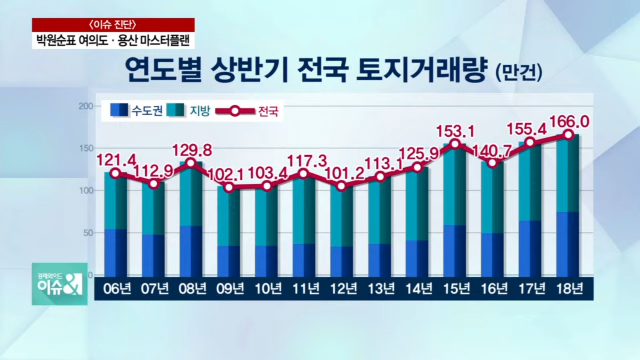 <이슈 진단>
박원순표 여의도·용산 마스터플랜
연도별 상반기 전국 토지거래량 (만건)
수도권 지방 전국
200
150
100
50
0
121.4 112.9 129.8 102.1 103.4 117.3 101.2 113.1 125.9 153.1 140.7 155.4 166.0
06년 07년 08년 09년 10년 11년 12년 13년 14년 15년 16년 17년 18년
경제와이드
이슈&